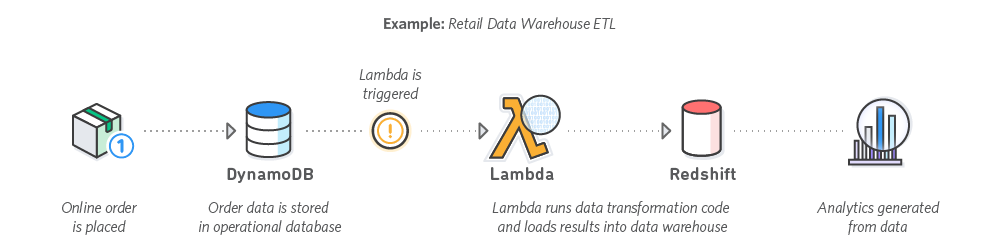 Example: Retail Data Warehouse ETL
Lambda is
triggered
1
!
DynamoDB
Lambda
Redshift
Online order
is placed
Order data is stored
in operational database
Lambda runs data transformation code
and loads results into data warehouse
Analytics generated
from data